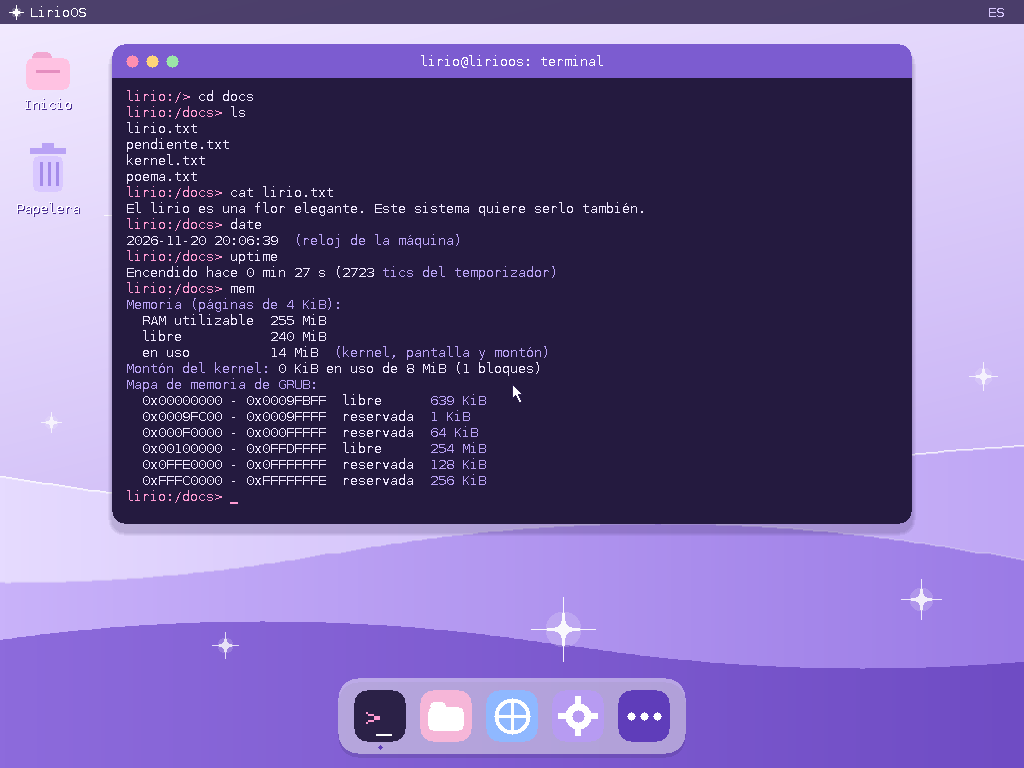 LirioOS
ES
Inicio
Papelera
lirio@lirioos: terminal
lirio:/> cd docs
lirio:/docs> ls
lirio.txt
pendiente.txt
kernel.txt
poema.txt
lirio:/docs> cat lirio.txt
El lirio es una flor elegante. Este sistema quiere serlo también.
lirio:/docs> date
2026-11-20 20:06:39  (reloj de la máquina)
lirio:/docs> uptime
Encendido hace 0 min 27 s (2723 tics del temporizador)
lirio:/docs> mem
Memoria (páginas de 4 KiB):
  RAM utilizable  255 MiB
  libre           240 MiB
  en uso          14 MiB  (kernel, pantalla y montón)
Montón del kernel: 0 KiB en uso de 8 MiB (1 bloques)
Mapa de memoria de GRUB:
  0x00000000 - 0x0009FBFF  libre      639 KiB
  0x0009FC00 - 0x0009FFFF  reservada  1 KiB
  0x000F0000 - 0x000FFFFF  reservada  64 KiB
  0x00100000 - 0x0FFDFFFF  libre      254 MiB
  0x0FFE0000 - 0x0FFFFFFF  reservada  128 KiB
  0xFFFC0000 - 0xFFFFFFFE  reservada  256 KiB
lirio:/docs> _
>_